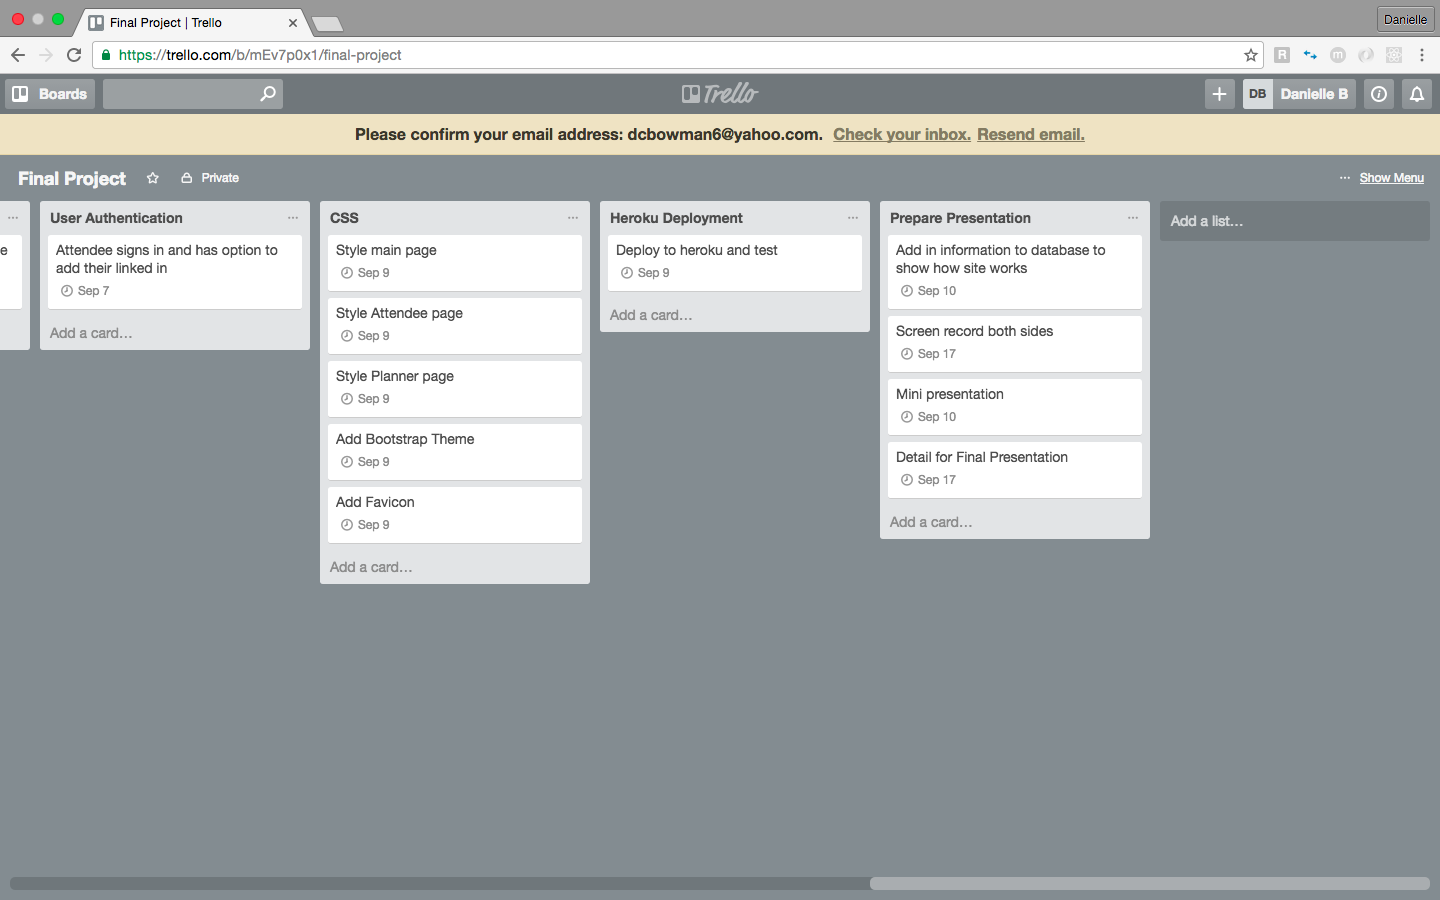 Final Project | Trello
Danielle
https://trello.com/b/mEv7p0x1/final-project
R
m
Boards
Trello
DB
Danielle B
Please confirm your email address: dcbowman6@yahoo.com. Check your inbox. Resend email.
Final Project
Private
... Show Menu
e
User Authentication
Attendee signs in and has option to
add their linked in
Sep 7
Add a card...
CSS
Style main page
Sep 9
Style Attendee page
Sep 9
Style Planner page
Sep 9
Add Bootstrap Theme
Sep 9
Add Favicon
Sep 9
Add a card...
Heroku Deployment
Deploy to heroku and test
Sep 9
Add a card...
Prepare Presentation
Add in information to database to
show how site works
Sep 10
Screen record both sides
Sep 17
Mini presentation
Sep 10
Detail for Final Presentation
Sep 17
Add a card...
Add a list...